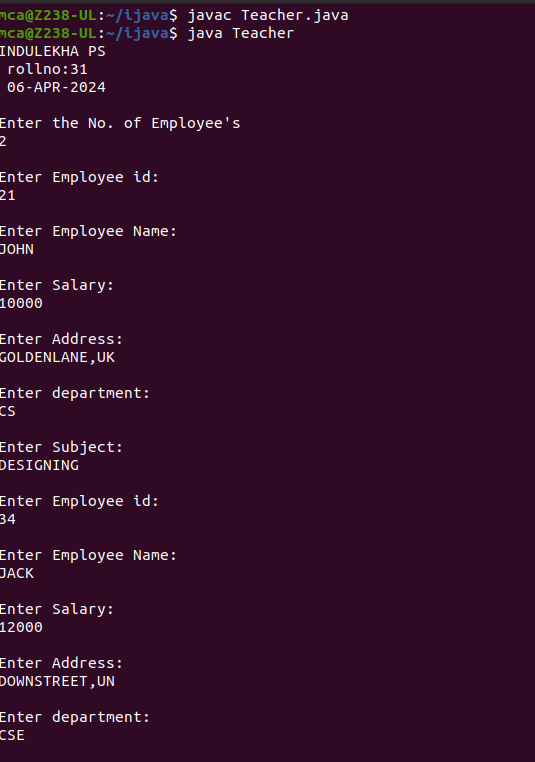 mca@Z238-UL:~/ijava$ javac Teacher.java
mca@Z238-UL:~/ijava$ java Teacher
INDULEKHA PS
rollno:31
06-APR-2024
Enter the No. of Employee's
2
Enter Employee id:
21
Enter Employee Name:
JOHN
Enter Salary:
10000
Enter Address:
GOLDENLANE,UK
Enter department:
CS
Enter Subject:
DESIGNING
Enter Employee id:
34
Enter Employee Name:
JACK
Enter Salary:
12000
Enter Address:
DOWNSTREET,UN
Enter department:
CSE